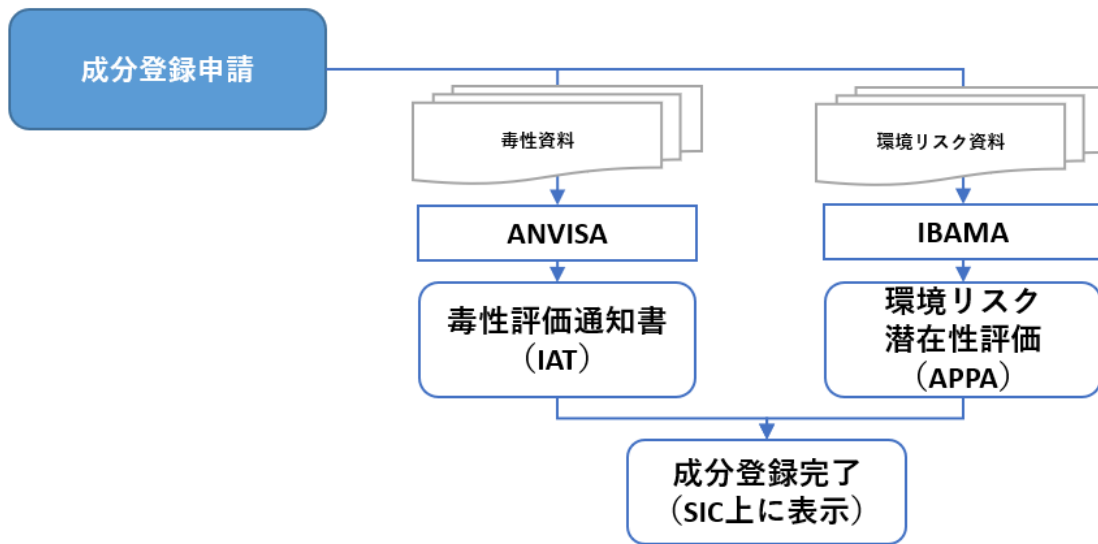 成分登録申請
毒性資料
環境リスク資料
ANVISA
IBAMA
毒性評価通知書
（IAT）
環境リスク
潜在性評価
（APPA）
成分登録完了
（SIC上に表示）